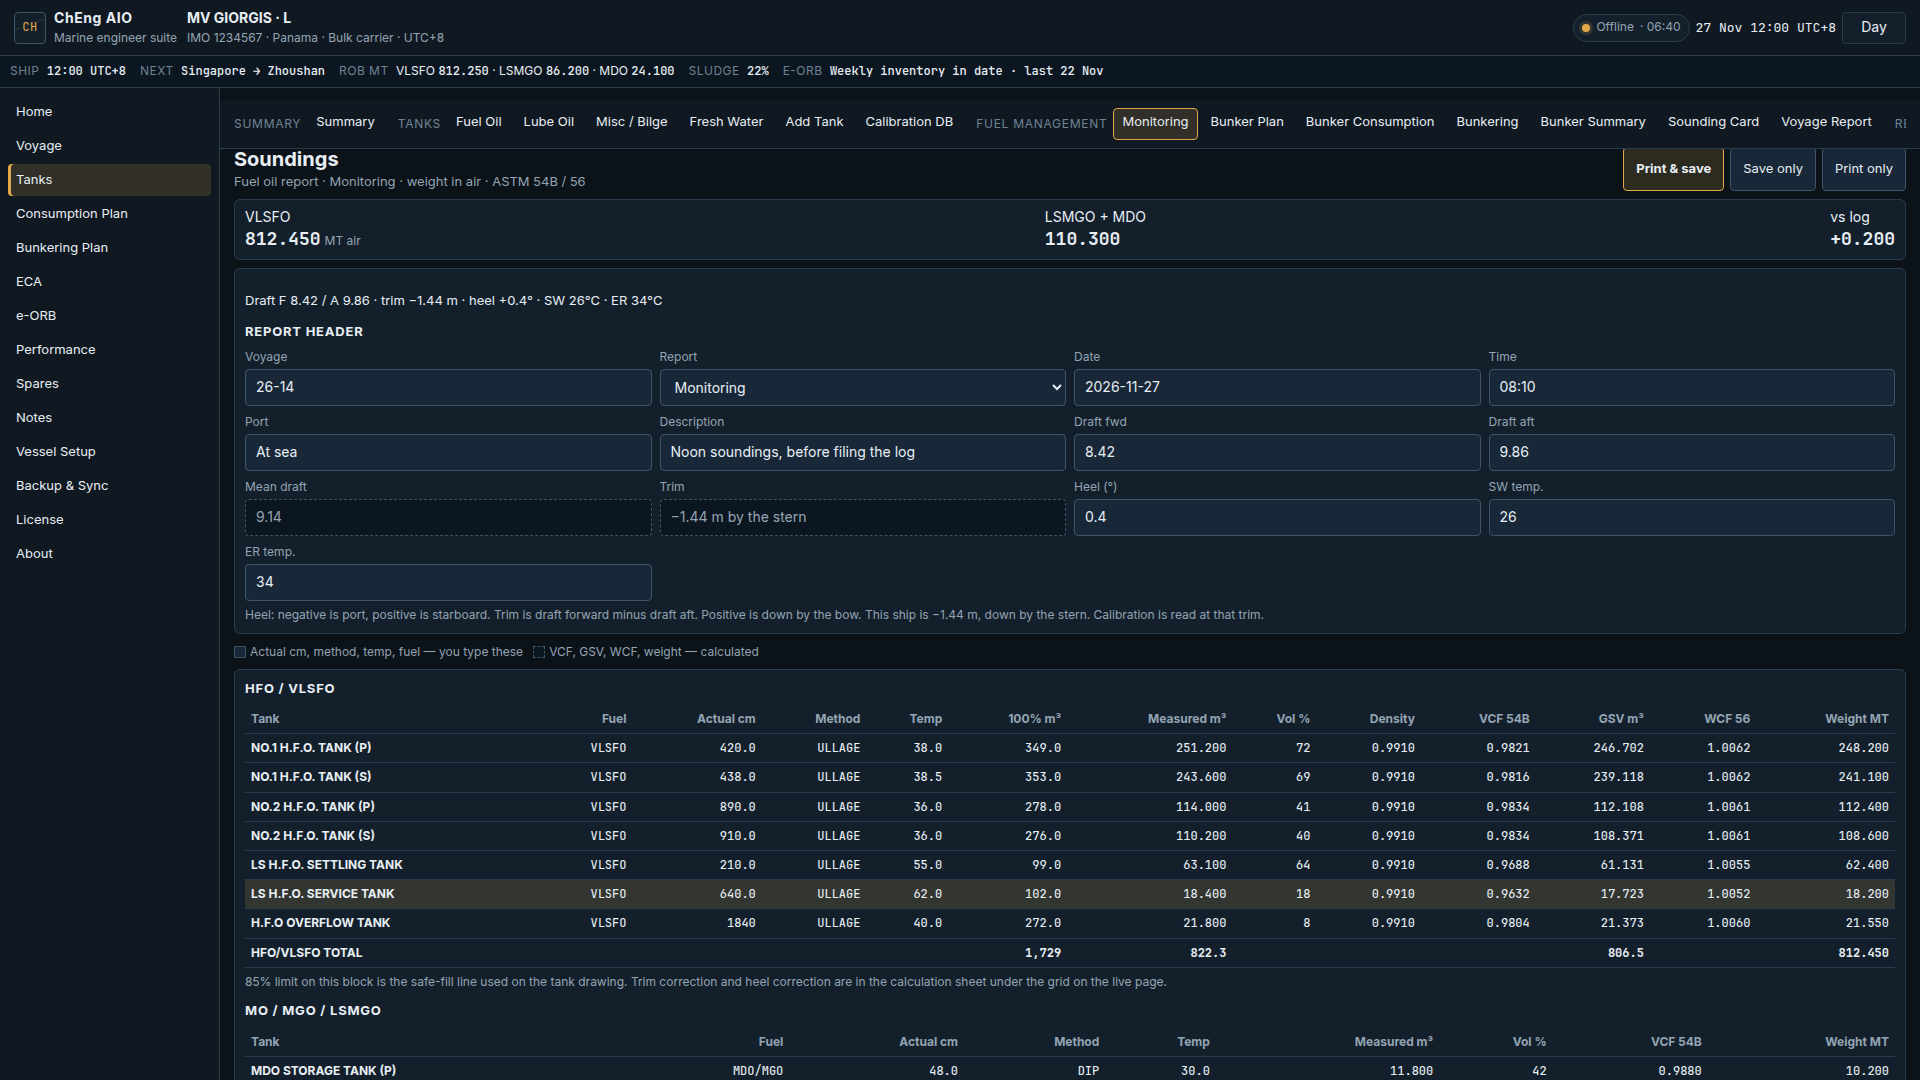 CH
ChEng AIO
Marine engineer suite
MV GIORGIS · L
IMO 1234567 · Panama · Bulk carrier · UTC+8
Offline · 06:40
27 Nov 12:00 UTC+8
Day
SHIP 12:00 UTC+8 NEXT Singapore → Zhoushan ROB MT VLSFO 812.250 · LSMGO 86.200 · MDO 24.100 SLUDGE 22% E-ORB Weekly inventory in date · last 22 Nov
Home
Voyage
Tanks
Consumption Plan
Bunkering Plan
ECA
e-ORB
Performance
Spares
Notes
Vessel Setup
Backup & Sync
License
About
SUMMARY Summary TANKS Fuel Oil Lube Oil Misc / Bilge Fresh Water Add Tank Calibration DB FUEL MANAGEMENT Monitoring Bunker Plan Bunker Consumption Bunkering Bunker Summary Sounding Card Voyage Report
Soundings
Fuel oil report · Monitoring · weight in air · ASTM 54B / 56
Print & save Save only Print only
VLSFO LSMGO + MDO vs log
812.450 MT air 110.300 +0.200
Draft F 8.42 / A 9.86 · trim −1.44 m · heel +0.4° · SW 26°C · ER 34°C
REPORT HEADER
Voyage Report Date Time
26-14 Monitoring 2026-11-27 08:10
Port Description Draft fwd Draft aft
At sea Noon soundings, before filing the log 8.42 9.86
Mean draft Trim Heel (°) SW temp.
9.14 −1.44 m by the stern 0.4 26
ER temp.
34
Heel: negative is port, positive is starboard. Trim is draft forward minus draft aft. Positive is down by the bow. This ship is −1.44 m, down by the stern. Calibration is read at that trim.
Actual cm, method, temp, fuel — you type these VCF, GSV, WCF, weight — calculated
HFO / VLSFO
Tank Fuel Actual cm Method Temp 100% m³ Measured m³ Vol % Density VCF 54B GSV m³ WCF 56 Weight MT
NO.1 H.F.O. TANK (P) VLSFO 420.0 ULLAGE 38.0 349.0 251.200 72 0.9910 0.9821 246.702 1.0062 248.200
NO.1 H.F.O. TANK (S) VLSFO 438.0 ULLAGE 38.5 353.0 243.600 69 0.9910 0.9816 239.118 1.0062 241.100
NO.2 H.F.O. TANK (P) VLSFO 890.0 ULLAGE 36.0 278.0 114.000 41 0.9910 0.9834 112.108 1.0061 112.400
NO.2 H.F.O. TANK (S) VLSFO 910.0 ULLAGE 36.0 276.0 110.200 40 0.9910 0.9834 108.371 1.0061 108.600
LS H.F.O. SETTLING TANK VLSFO 210.0 ULLAGE 55.0 99.0 63.100 64 0.9910 0.9688 61.131 1.0055 62.400
LS H.F.O. SERVICE TANK VLSFO 640.0 ULLAGE 62.0 102.0 18.400 18 0.9910 0.9632 17.723 1.0052 18.200
H.F.O OVERFLOW TANK VLSFO 1840 ULLAGE 40.0 272.0 21.800 8 0.9910 0.9804 21.373 1.0060 21.550
HFO/VLSFO TOTAL 1,729 822.3 806.5 812.450
85% limit on this block is the safe-fill line used on the tank drawing. Trim correction and heel correction are in the calculation sheet under the grid on the live page.
MO / MGO / LSMGO
Tank Fuel Actual cm Method Temp Measured m³ Vol % VCF 54B Weight MT
MDO STORAGE TANK (P) MDO/MGO 48.0 DIP 30.0 11.800 42 0.9880 10.200